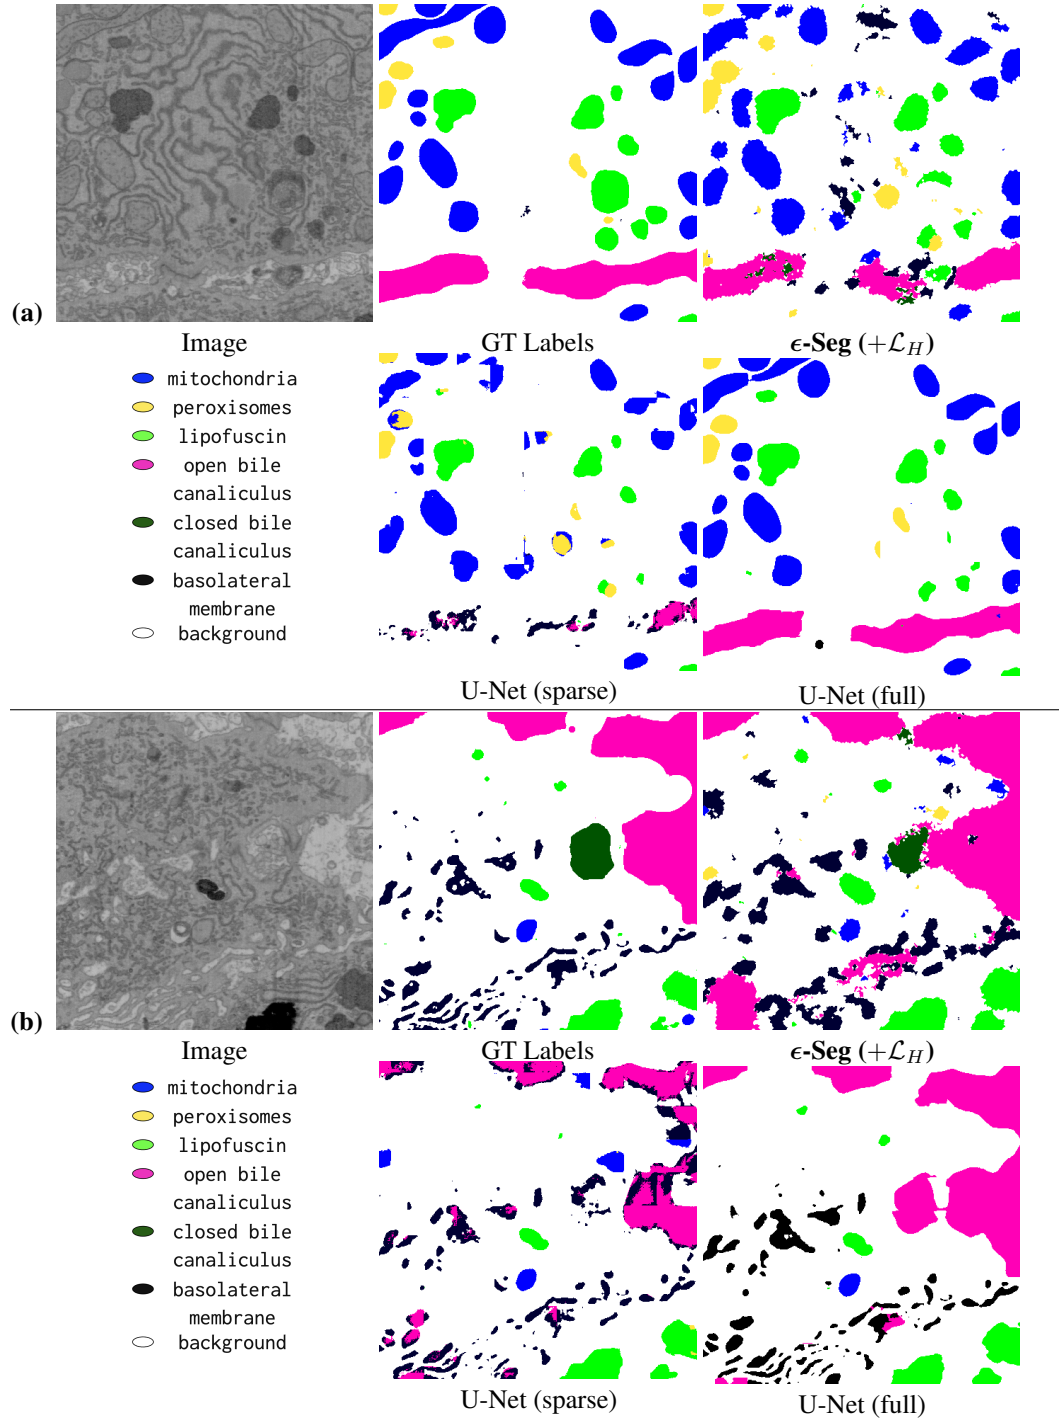 (a)
Image
GT Labels
ϵ-Seg (+ℒ_H)
mitochondria
peroxisomes
lipofuscin
open bile
canaliculus
closed bile
canaliculus
basolateral
membrane
background
U-Net (sparse)
U-Net (full)
(b)
Image
GT Labels
ϵ-Seg (+ℒ_H)
mitochondria
peroxisomes
lipofuscin
open bile
canaliculus
closed bile
canaliculus
basolateral
membrane
background
U-Net (sparse)
U-Net (full)